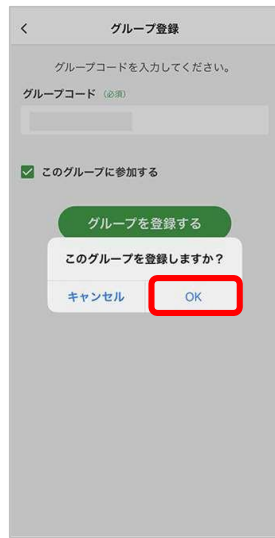 グループ登録
グループコードを入力してください。
グループコード (必須)
このグループに参加する
グループを登録する
このグループを登録しますか？
キャンセル
OK